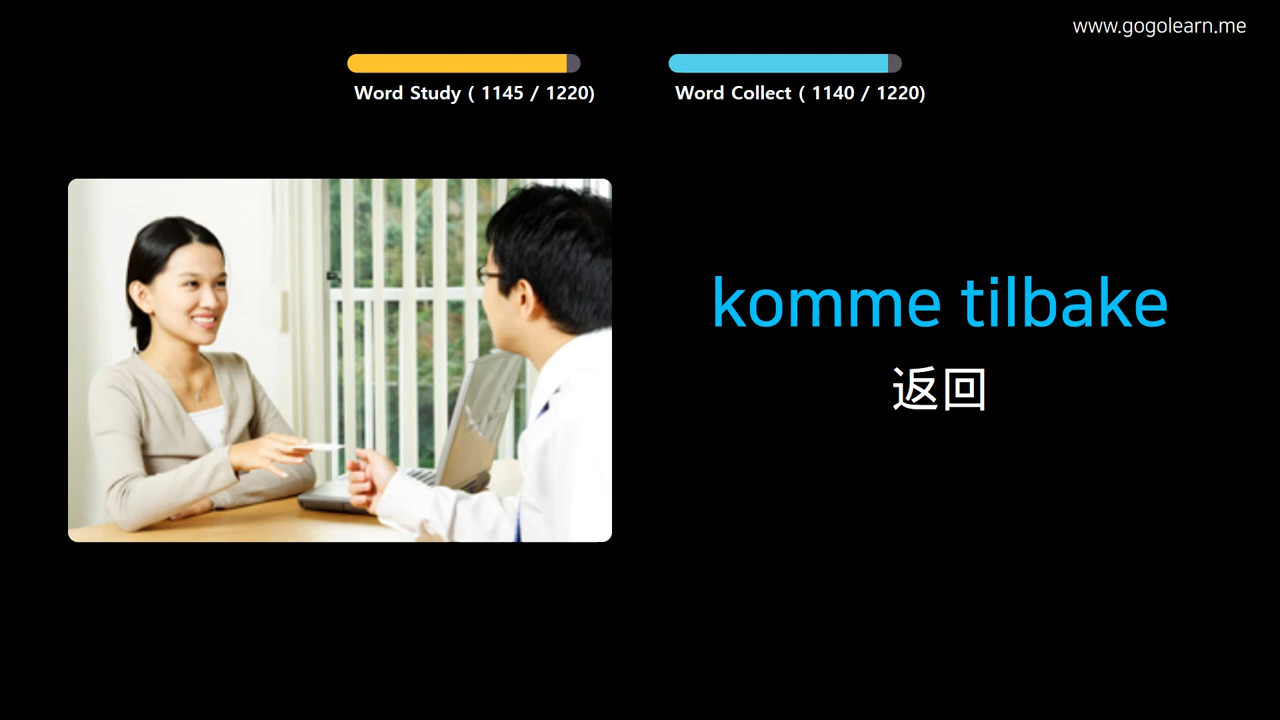 www.gogolearn.me
Word Study ( 1145 / 1220)
Word Collect ( 1140 / 1220)
komme tilbake
返回